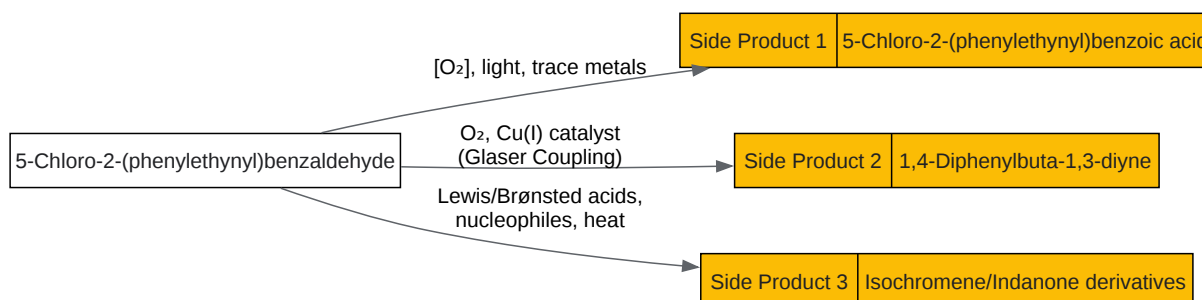 Side Product 1
5-Chloro-2-(phenylethynyl)benzoic acid
[O₂], light, trace metals
O₂, Cu(I) catalyst
(Glaser Coupling)
5-Chloro-2-(phenylethynyl)benzaldehyde
Side Product 2
1,4-Diphenylbuta-1,3-diyne
Lewis/Brønsted acids,
nucleophiles, heat
Side Product 3
Isochromene/Indanone derivatives